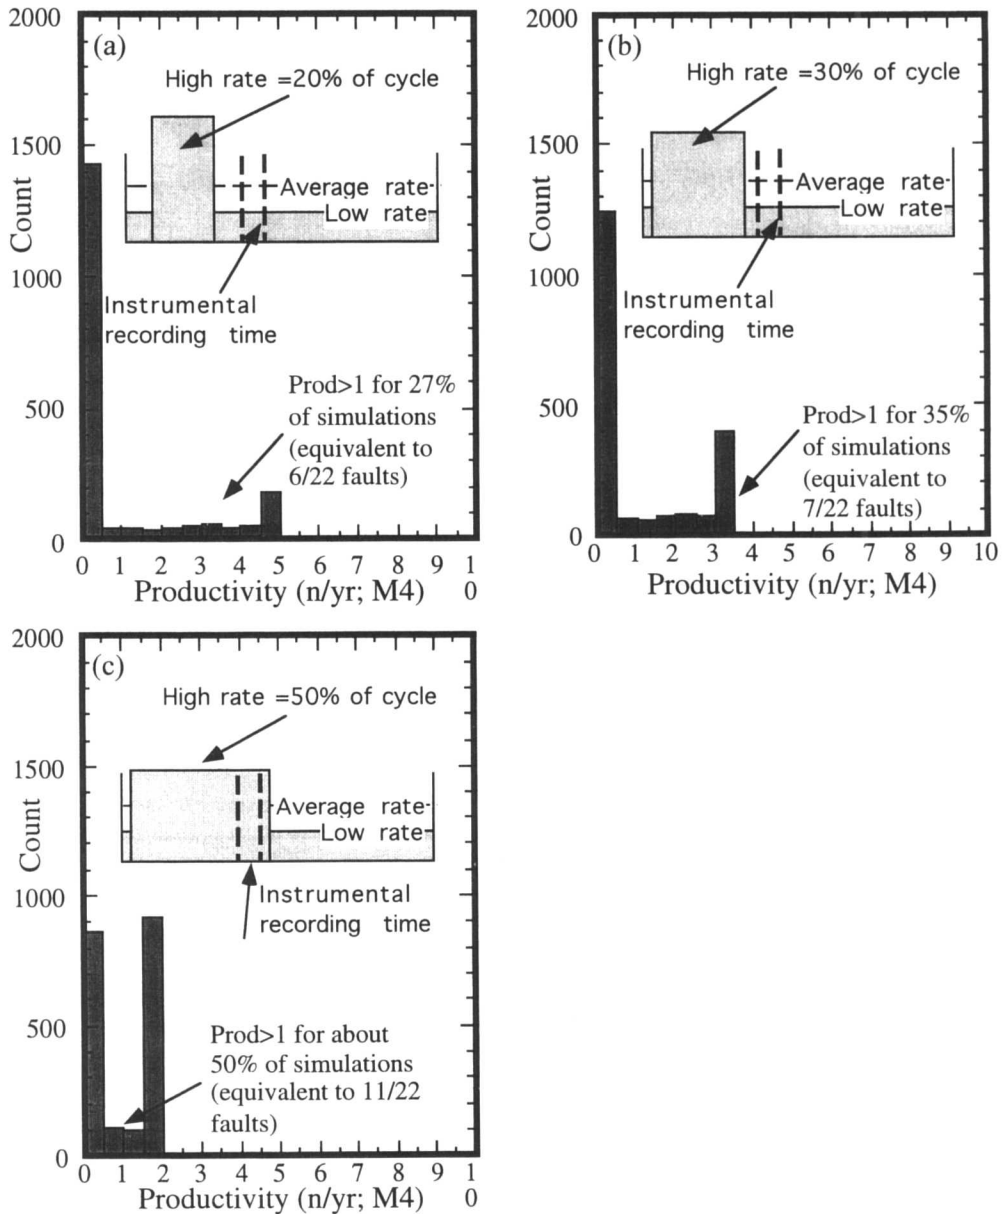 (a)
High rate =20% of cycle
Average rate
Low rate
Instrumental
recording time
Prod>1 for 27%
of simulations
(equivalent to
6/22 faults)
2000
1500
1000
500
0
Count
0 1 2 3 4 5 6 7 8 9 1
0
Productivity (n/yr; M4)
(b)
High rate =30% of cycle
Average rate
Low rate
Instrumental
recording time
Prod>1 for 35%
of simulations
(equivalent to
7/22 faults)
2000
1500
1000
500
0
Count
0 1 2 3 4 5 6 7 8 9 10
Productivity (n/yr; M4)
(c)
High rate =50% of cycle
Average rate
Low rate
Instrumental
recording time
Prod>1 for about
50% of simulations
(equivalent to 11/22
faults)
2000
1500
1000
500
0
Count
0 1 2 3 4 5 6 7 8 9 1
0
Productivity (n/yr; M4)